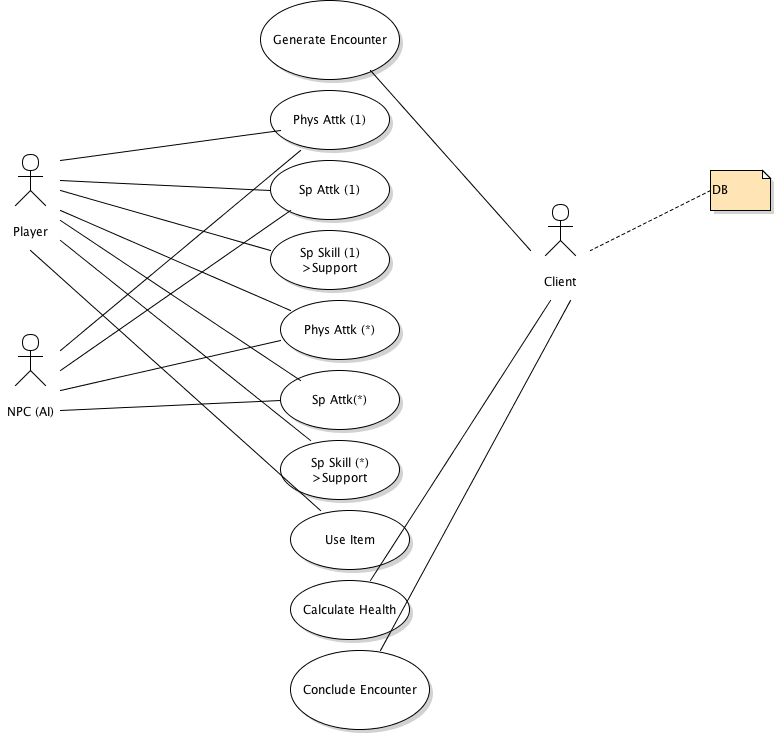 Generate Encounter
Phys Attk (1)
Sp Attk (1)
DB
Player
Sp Skill (1)
>Support
Client
Phys Attk (*)
Sp Attk(*)
NPC (AI)
Sp Skill (*)
>Support
Use Item
Calculate Health
Conclude Encounter